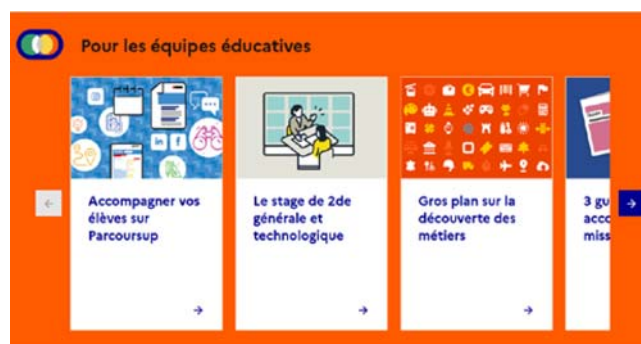 Pour les équipes éducatives
Accompagner vos
élèves sur
Parcoursup
Le stage de 2de
générale et
technologique
Gros plan sur la
découverte des
métiers
3 gu
acco
miss